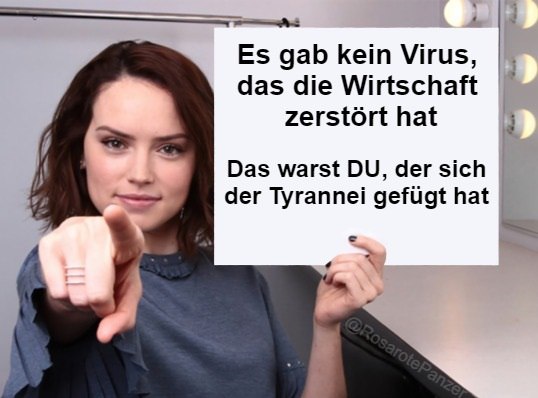 Es gab kein Virus,
das die Wirtschaft
zerstört hat
Das warst DU, der sich
der Tyrannei gefügt hat
@RosarotePanzer